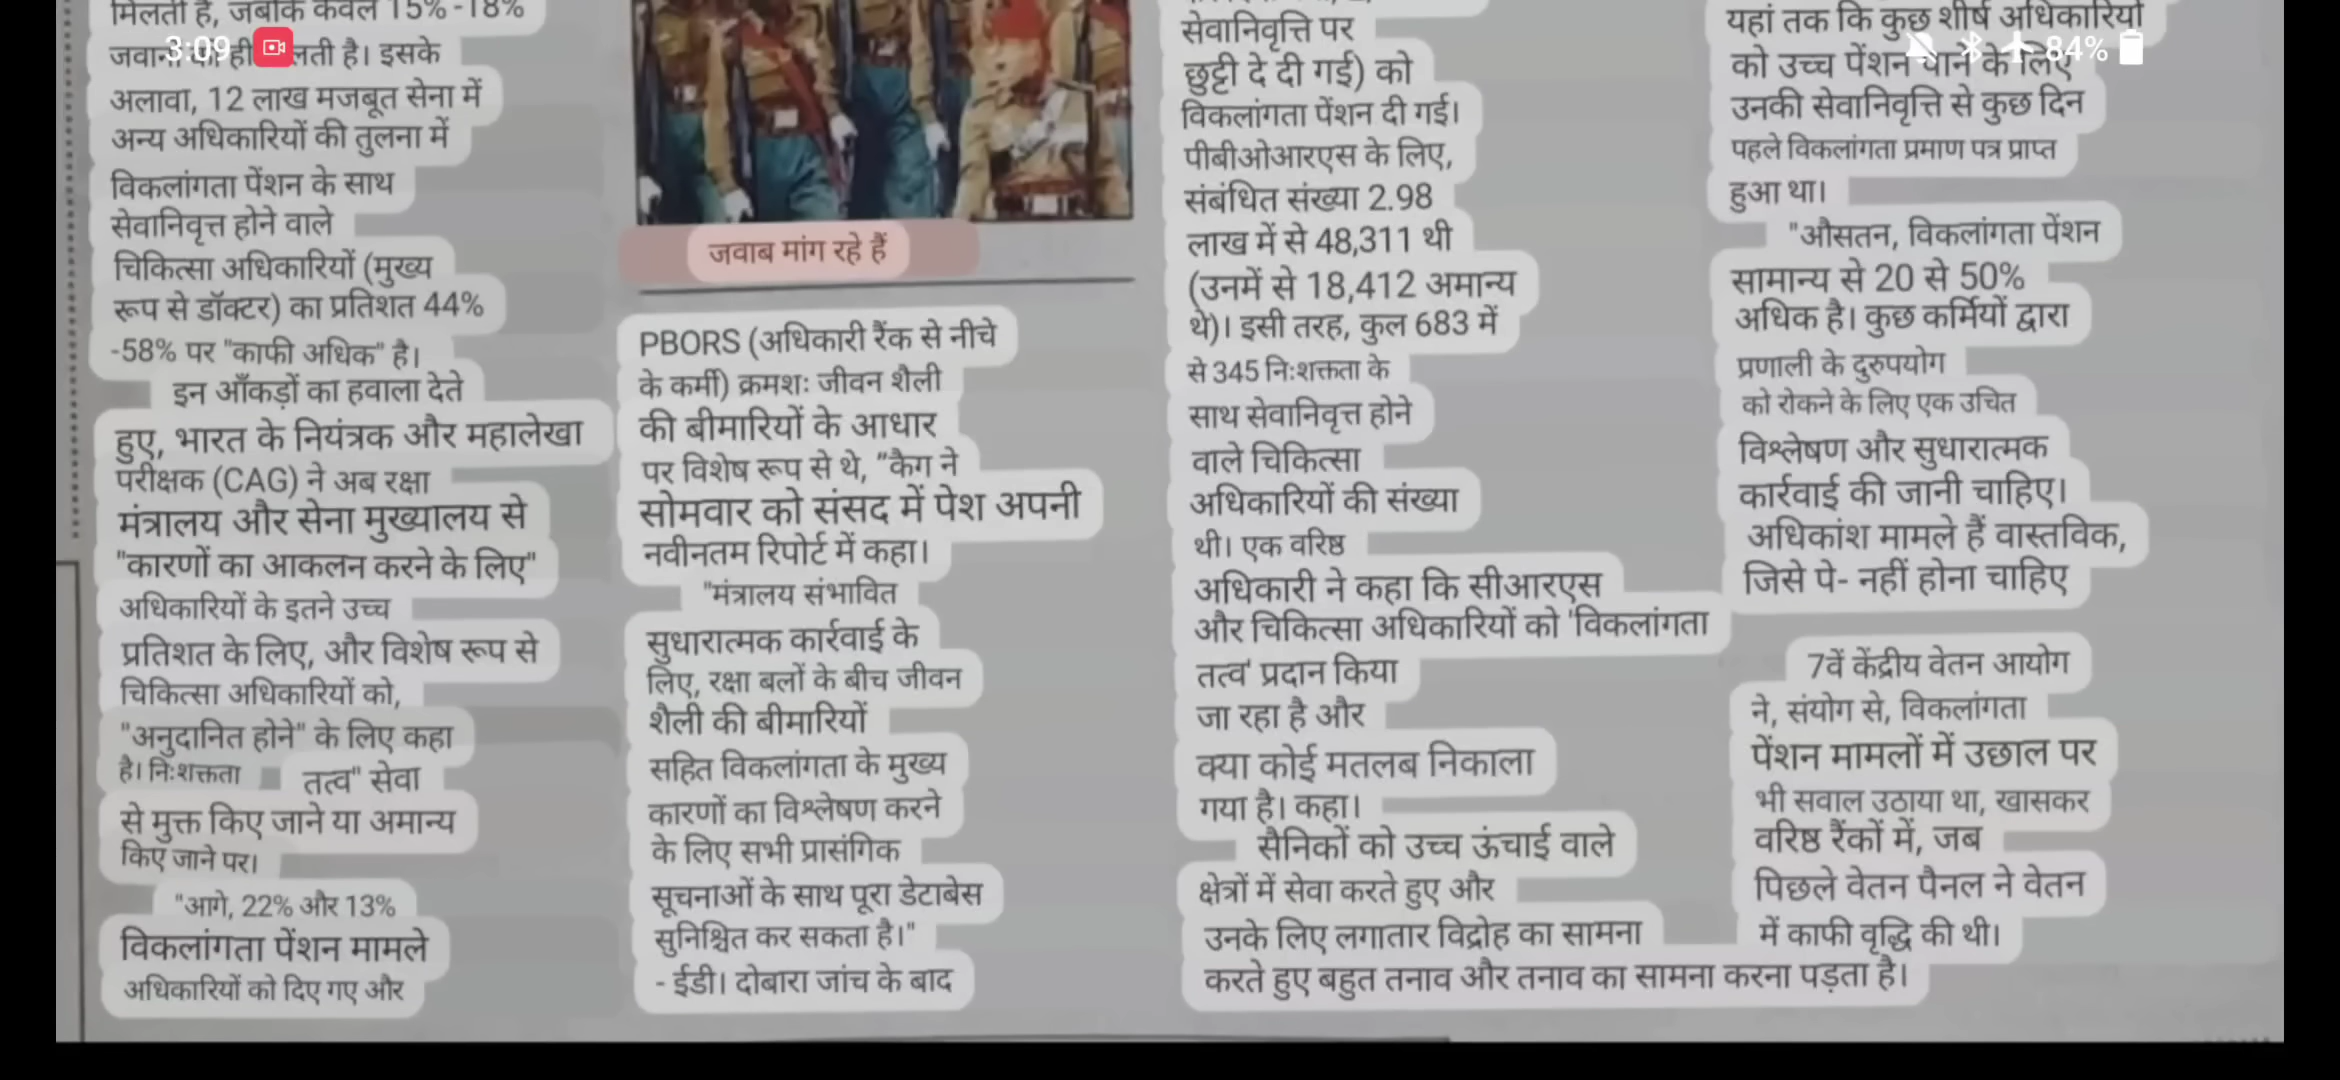 मिलती है, जबकि केवल 15% -18%
लती है। इसके
अलावा, 12 लाख मजबूत सेना में
अन्य अधिकारियों की तुलना में
विकलांगता पेंशन के साथ
सेवानिवृत्त होने वाले
चिकित्सा अधिकारियों (मुख्य
रूप से डॉक्टर) का प्रतिशत 44%
-58% पर "काफी अधिक" है।
इन आँकड़ों का हवाला देते
हुए, भारत के नियंत्रक और महालेखा
परीक्षक (CAG) ने अब रक्षा
मंत्रालय और सेना मुख्यालय से
"कारणों का आकलन करने के लिए"
अधिकारियों के इतने उच्च
प्रतिशत के लिए, और विशेष रूप से
चिकित्सा अधिकारियों को,
"अनुदानित होने" के लिए कहा
है। निःशक्तता तत्व" सेवा
से मुक्त किए जाने या अमान्य
किए जाने पर।
"आगे, 22% और 13%
विकलांगता पेंशन मामले
अधिकारियों को दिए गए और
जवाब मांग रहे हैं
PBORS (अधिकारी रैंक से नीचे
के कर्मी) क्रमशः जीवन शैली
की बीमारियों के आधार
पर विशेष रूप से थे, "कैग ने
सोमवार को संसद में पेश अपनी
नवीनतम रिपोर्ट में कहा।
"मंत्रालय संभावित
सुधारात्मक कार्रवाई के
लिए, रक्षा बलों के बीच जीवन
शैली की बीमारियों
सहित विकलांगता के मुख्य
कारणों का विश्लेषण करने
के लिए सभी प्रासंगिक
सूचनाओं के साथ पूरा डेटाबेस
सुनिश्चित कर सकता है।"
- ईडी। दोबारा जांच के बाद
सेवानिवृत्ति पर
छुट्टी दे दी गई) को
विकलांगता पेंशन दी गई।
पीबीओआरएस के लिए,
संबंधित संख्या 2.98
लाख में से 48,311 थी
(उनमें से 18,412 अमान्य
थे)। इसी तरह, कुल 683 में
से 345 निःशक्तता के
साथ सेवानिवृत्त होने
वाले चिकित्सा
अधिकारियों की संख्या
थी। एक वरिष्ठ
अधिकारी ने कहा कि सीआरएस
और चिकित्सा अधिकारियों को 'विकलांगता
तत्व' प्रदान किया
जा रहा है और
क्या कोई मतलब निकाला
गया है। कहा।
सैनिकों को उच्च ऊंचाई वाले
क्षेत्रों में सेवा करते हुए और
उनके लिए लगातार विद्रोह का सामना
करते हुए बहुत तनाव और तनाव का सामना करना पड़ता है।
यहां तक कि कुछ शीर्ष अधिकारियों
को उच्च पेंशन पाने के लिए
उनकी सेवानिवृत्ति से कुछ दिन
पहले विकलांगता प्रमाण पत्र प्राप्त
हुआ था।
"औसतन, विकलांगता पेंशन
सामान्य से 20 से 50%
अधिक है। कुछ कर्मियों द्वारा
प्रणाली के दुरुपयोग
को रोकने के लिए एक उचित
विश्लेषण और सुधारात्मक
कार्रवाई की जानी चाहिए।
अधिकांश मामले हैं वास्तविक,
जिसे पे- नहीं होना चाहिए
7वें केंद्रीय वेतन आयोग
ने, संयोग से, विकलांगता
पेंशन मामलों में उछाल पर
भी सवाल उठाया था, खासकर
वरिष्ठ रैंकों में, जब
पिछले वेतन पैनल ने वेतन
में काफी वृद्धि की थी।
3:09
84%